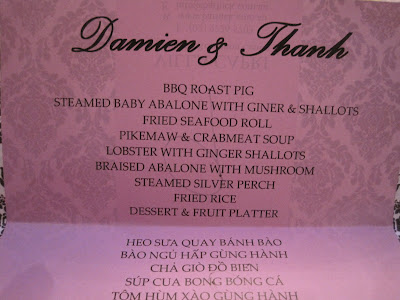 Damien & Thanh
BBQ ROAST PIG
STEAMED BABY ABALONE WITH GINER & SHALLOTS
FRIED SEAFOOD ROLL
PIKEMAW & CRABMEAT SOUP
LOBSTER WITH GINGER SHALLOTS
BRAISED ABALONE WITH MUSHROOM
STEAMED SILVER PERCH
FRIED RICE
DESSERT & FRUIT PLATTER
HEO SỮA QUAY BÁNH BAO
BÀO NGƯ HẤP GỪNG HÀNH
CHẢ GIÒ ĐỒ BIỂN
SÚP CUA BONG BÓNG CÁ
TÔM HÙM XÀO GỪNG HÀNH